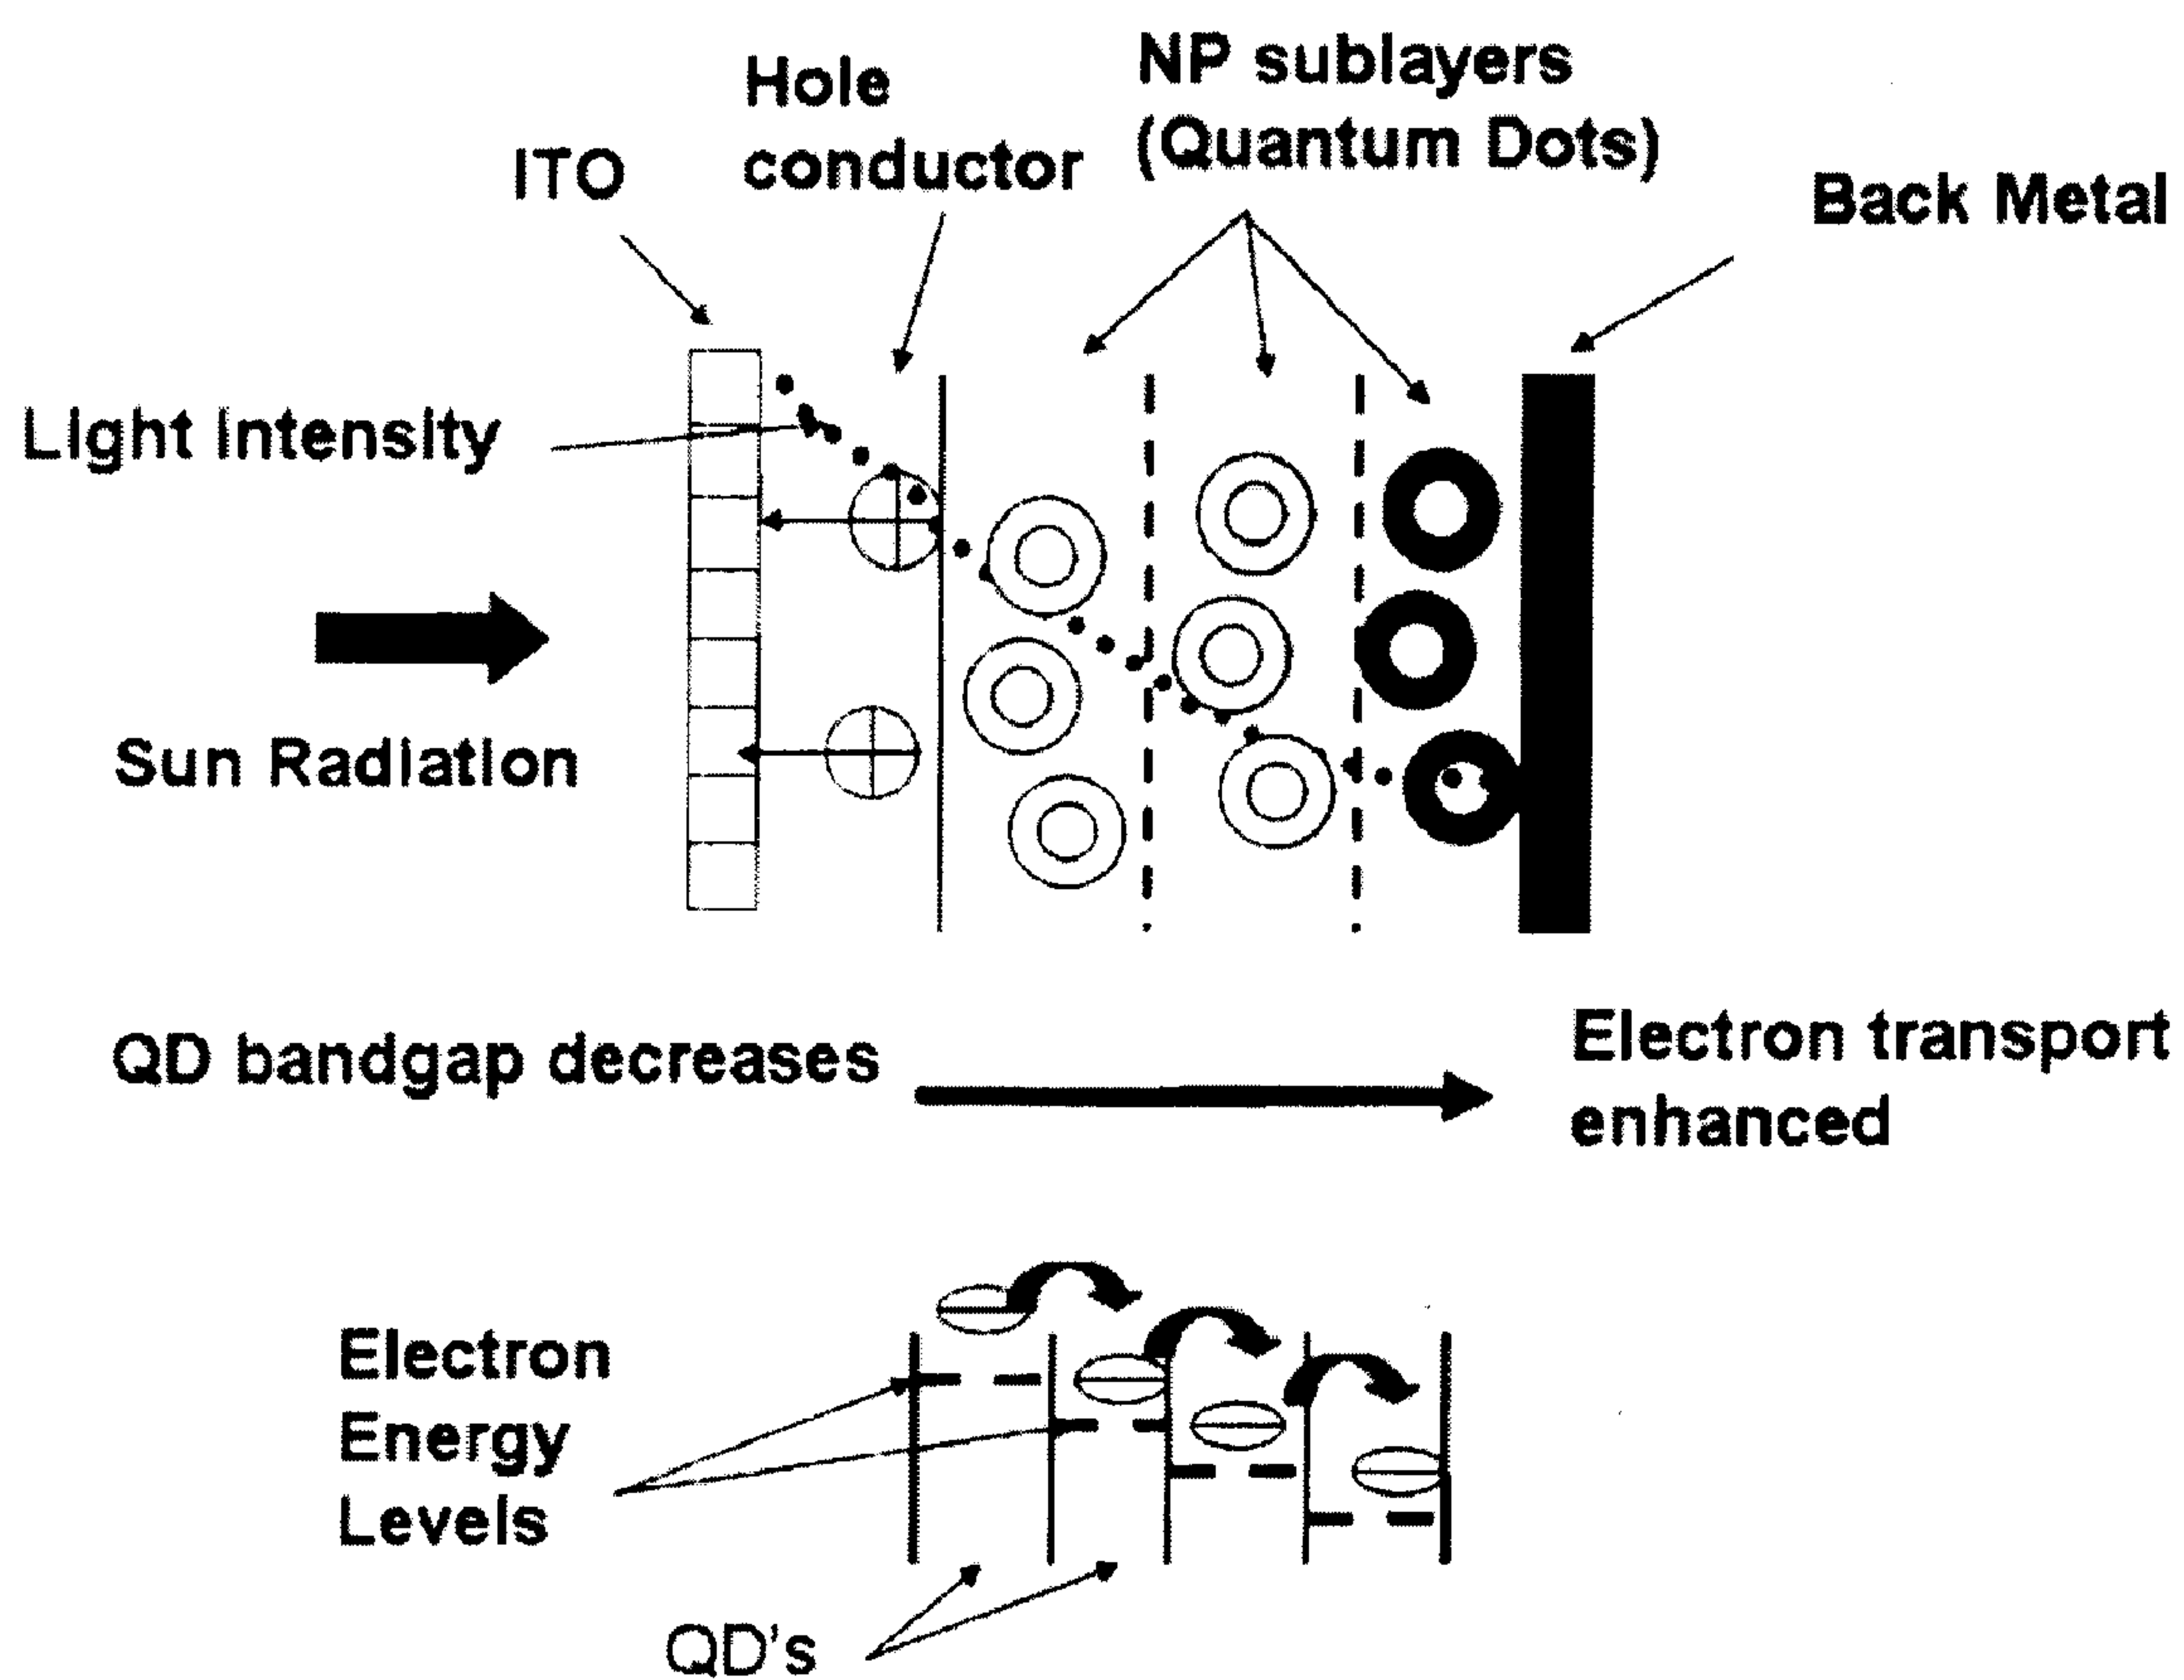 NP sublayers
(Quantum Dots)
Hole
conductor
ITO
Back Metal
Light Intensity
Sun Radiation
QD bandgap decreases
Electron transport
enhanced
Electron
Energy
Levels
QD's